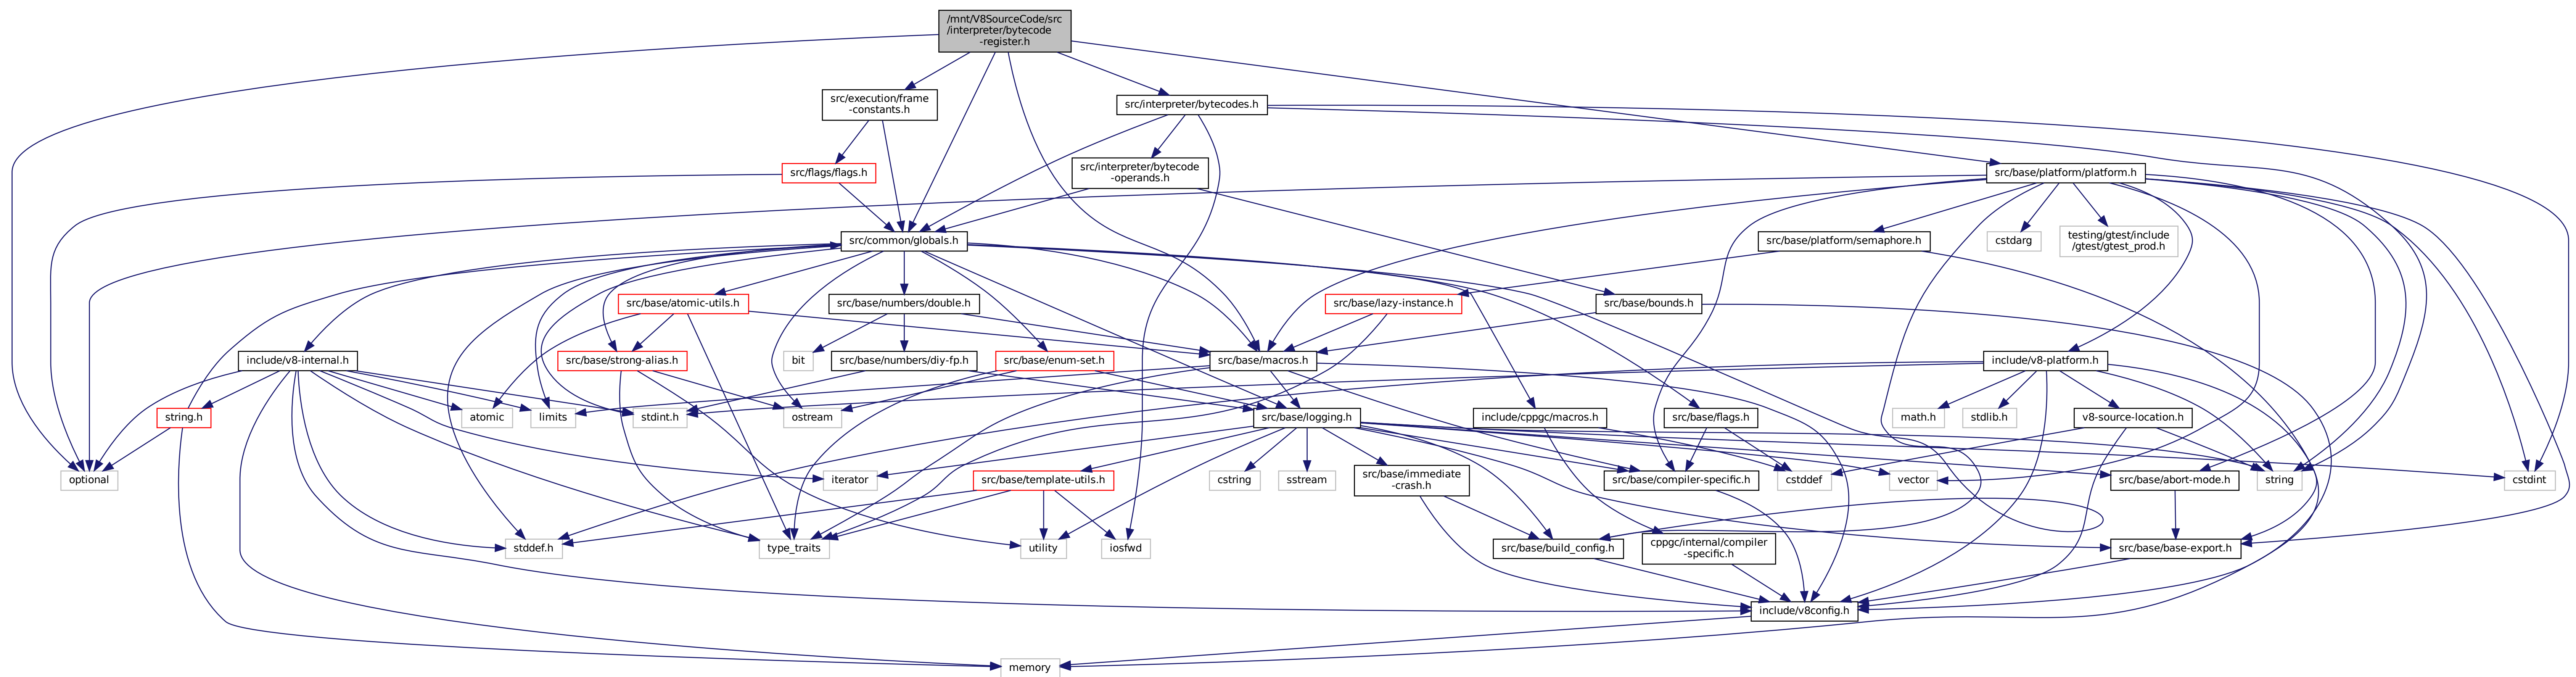 /mnt/V8SourceCode/src
/interpreter/bytecode
-register.h
src/execution/frame
-constants.h
src/interpreter/bytecodes.h
src/flags/flags.h
src/interpreter/bytecode
-operands.h
src/base/platform/platform.h
src/common/globals.h
src/base/platform/semaphore.h
cstdarg
testing/gtest/include
/gtest/gtest_prod.h
src/base/atomic-utils.h
src/base/numbers/double.h
src/base/lazy-instance.h
src/base/bounds.h
include/v8-internal.h
src/base/strong-alias.h
bit
src/base/numbers/diy-fp.h
src/base/enum-set.h
src/base/macros.h
include/v8-platform.h
string.h
atomic
limits
stdint.h
ostream
src/base/logging.h
include/cppgc/macros.h
src/base/flags.h
math.h
stdlib.h
v8-source-location.h
optional
iterator
src/base/template-utils.h
cstring
sstream
src/base/immediate
-crash.h
src/base/compiler-specific.h
cstddef
vector
src/base/abort-mode.h
string
cstdint
stddef.h
type_traits
utility
iosfwd
src/base/build_config.h
cppgc/internal/compiler
-specific.h
src/base/base-export.h
include/v8config.h
memory